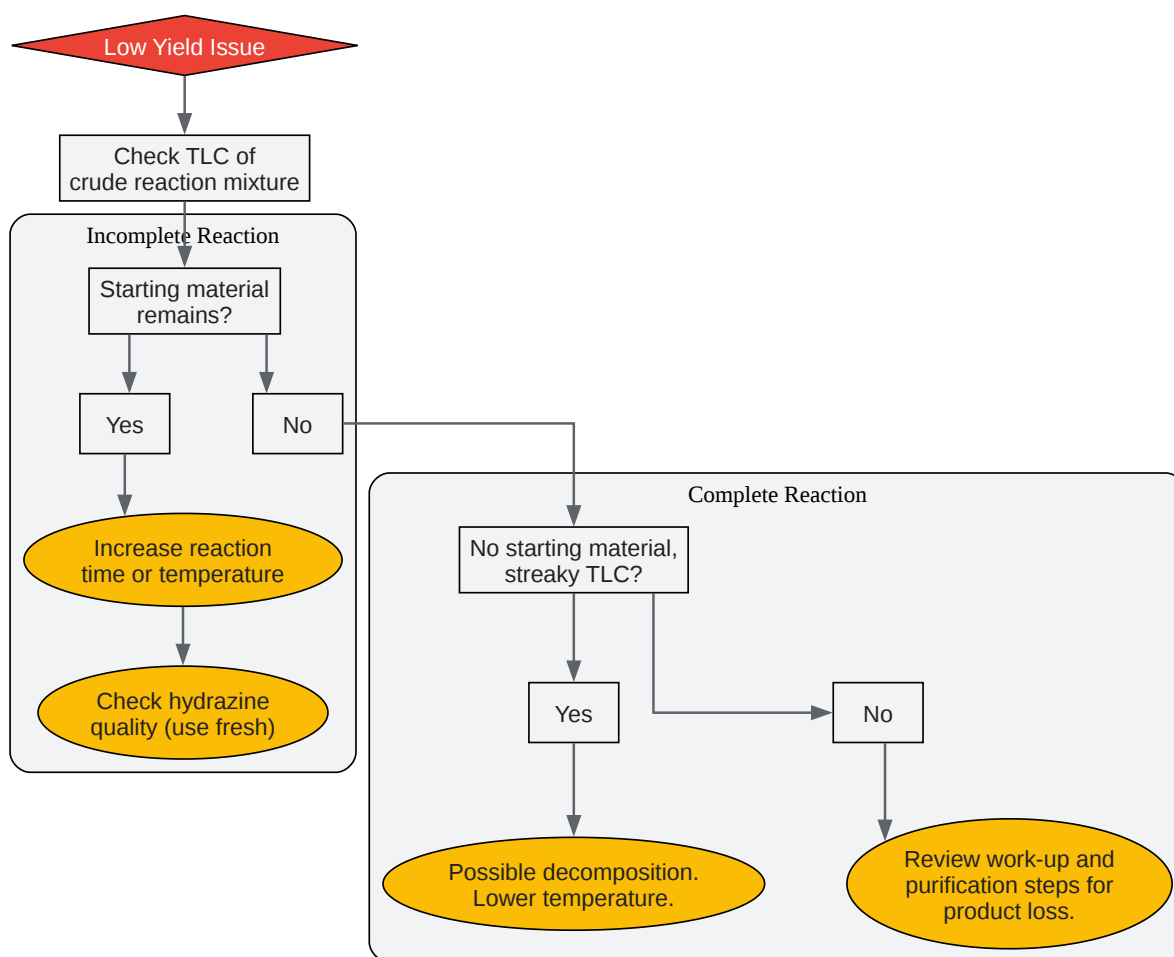 Low Yield Issue
Check TLC of
crude reaction mixture
Incomplete Reaction
Starting material
remains?
Yes
No
Increase reaction
time or temperature
Check hydrazine
quality (use fresh)
Complete Reaction
No starting material,
streaky TLC?
Yes
No
Possible decomposition.
Lower temperature.
Review work-up and
purification steps for
product loss.